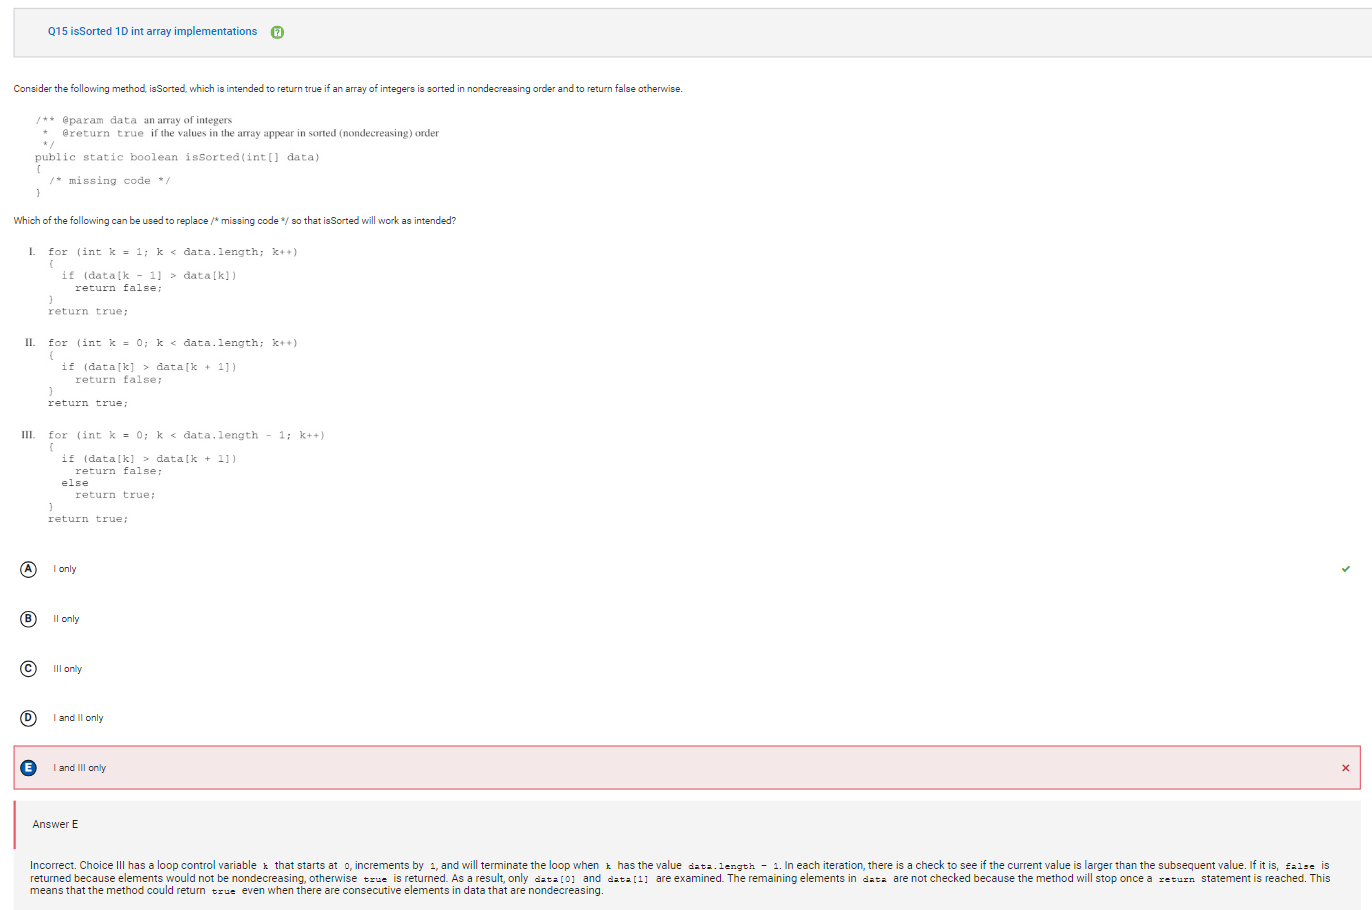 Q15 isSorted 1D int array implementations ?
Consider the following method, isSorted, which is intended to return true if an array of integers is sorted in nondecreasing order and to return false otherwise.
/** @param data an array of integers
* @return true if the values in the array appear in sorted (nondecreasing) order
*/
public static boolean isSorted(int[] data)
{
/* missing code */
}
Which of the following can be used to replace /* missing code */ so that isSorted will work as intended?
I. for (int k = 1; k < data.length; k++)
{
if (data[k - 1] > data[k])
return false;
}
return true;
II. for (int k = 0; k < data.length; k++)
{
if (data[k] > data[k + 1])
return false;
}
return true;
III. for (int k = 0; k < data.length - 1; k++)
{
if (data[k] > data[k + 1])
return false;
else
return true;
}
return true;
A I only
B II only
C III only
D I and II only
E I and III only
Answer E
Incorrect. Choice III has a loop control variable k that starts at 0, increments by 1, and will terminate the loop when k has the value data.length - 1. In each iteration, there is a check to see if the current value is larger than the subsequent value. If it is, false is
returned because elements would not be nondecreasing, otherwise true is returned. As a result, only data[0] and data[1] are examined. The remaining elements in data are not checked because the method will stop once a return statement is reached. This
means that the method could return true even when there are consecutive elements in data that are nondecreasing.